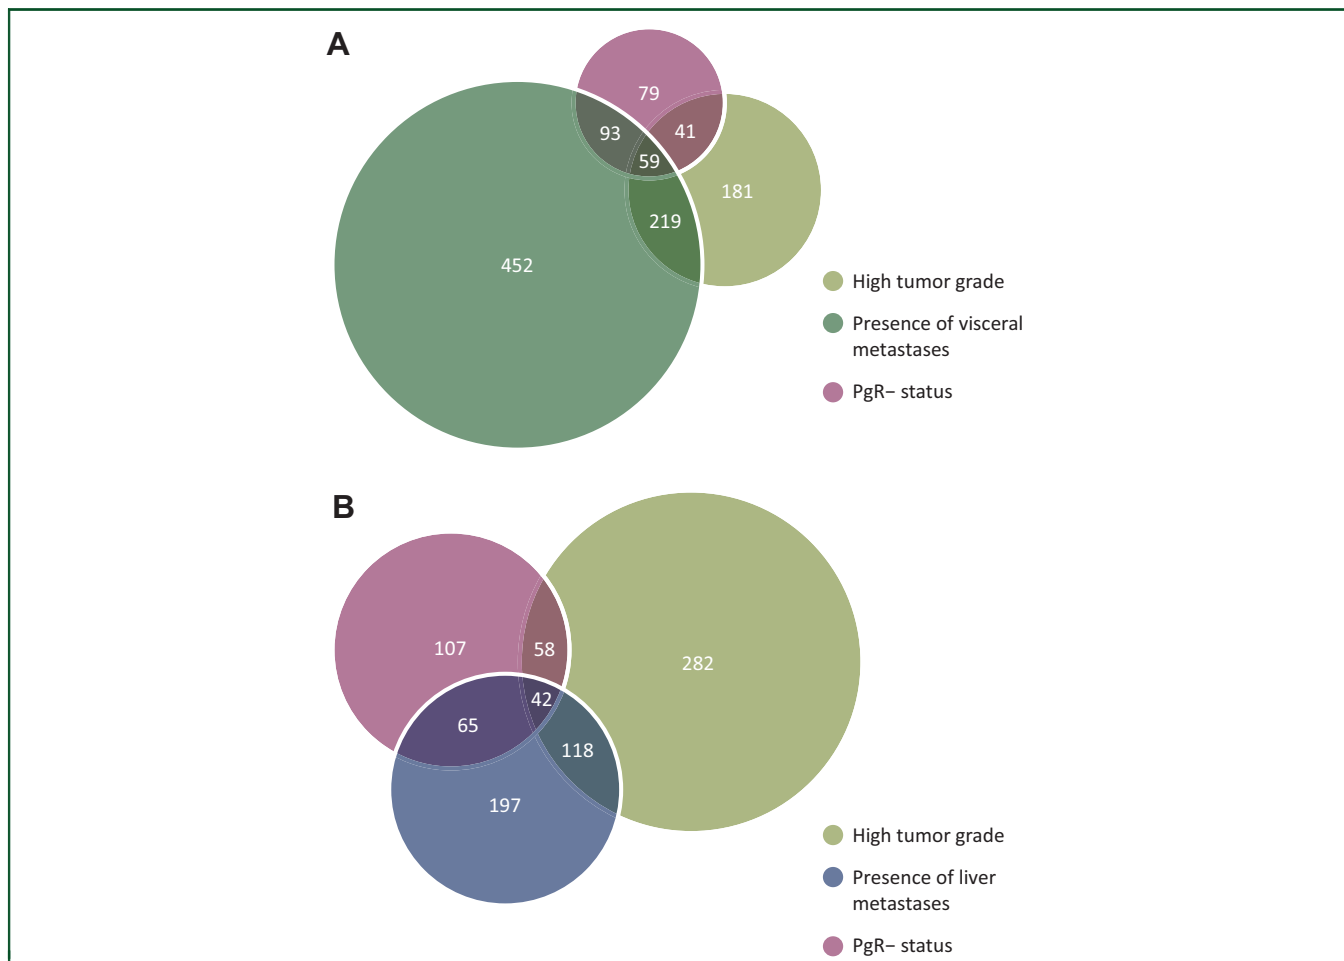 A
79
93
41
59
181
219
452
High tumor grade
Presence of visceral
metastases
PgR− status
B
107
58
282
42
65
118
197
High tumor grade
Presence of liver
metastases
PgR− status